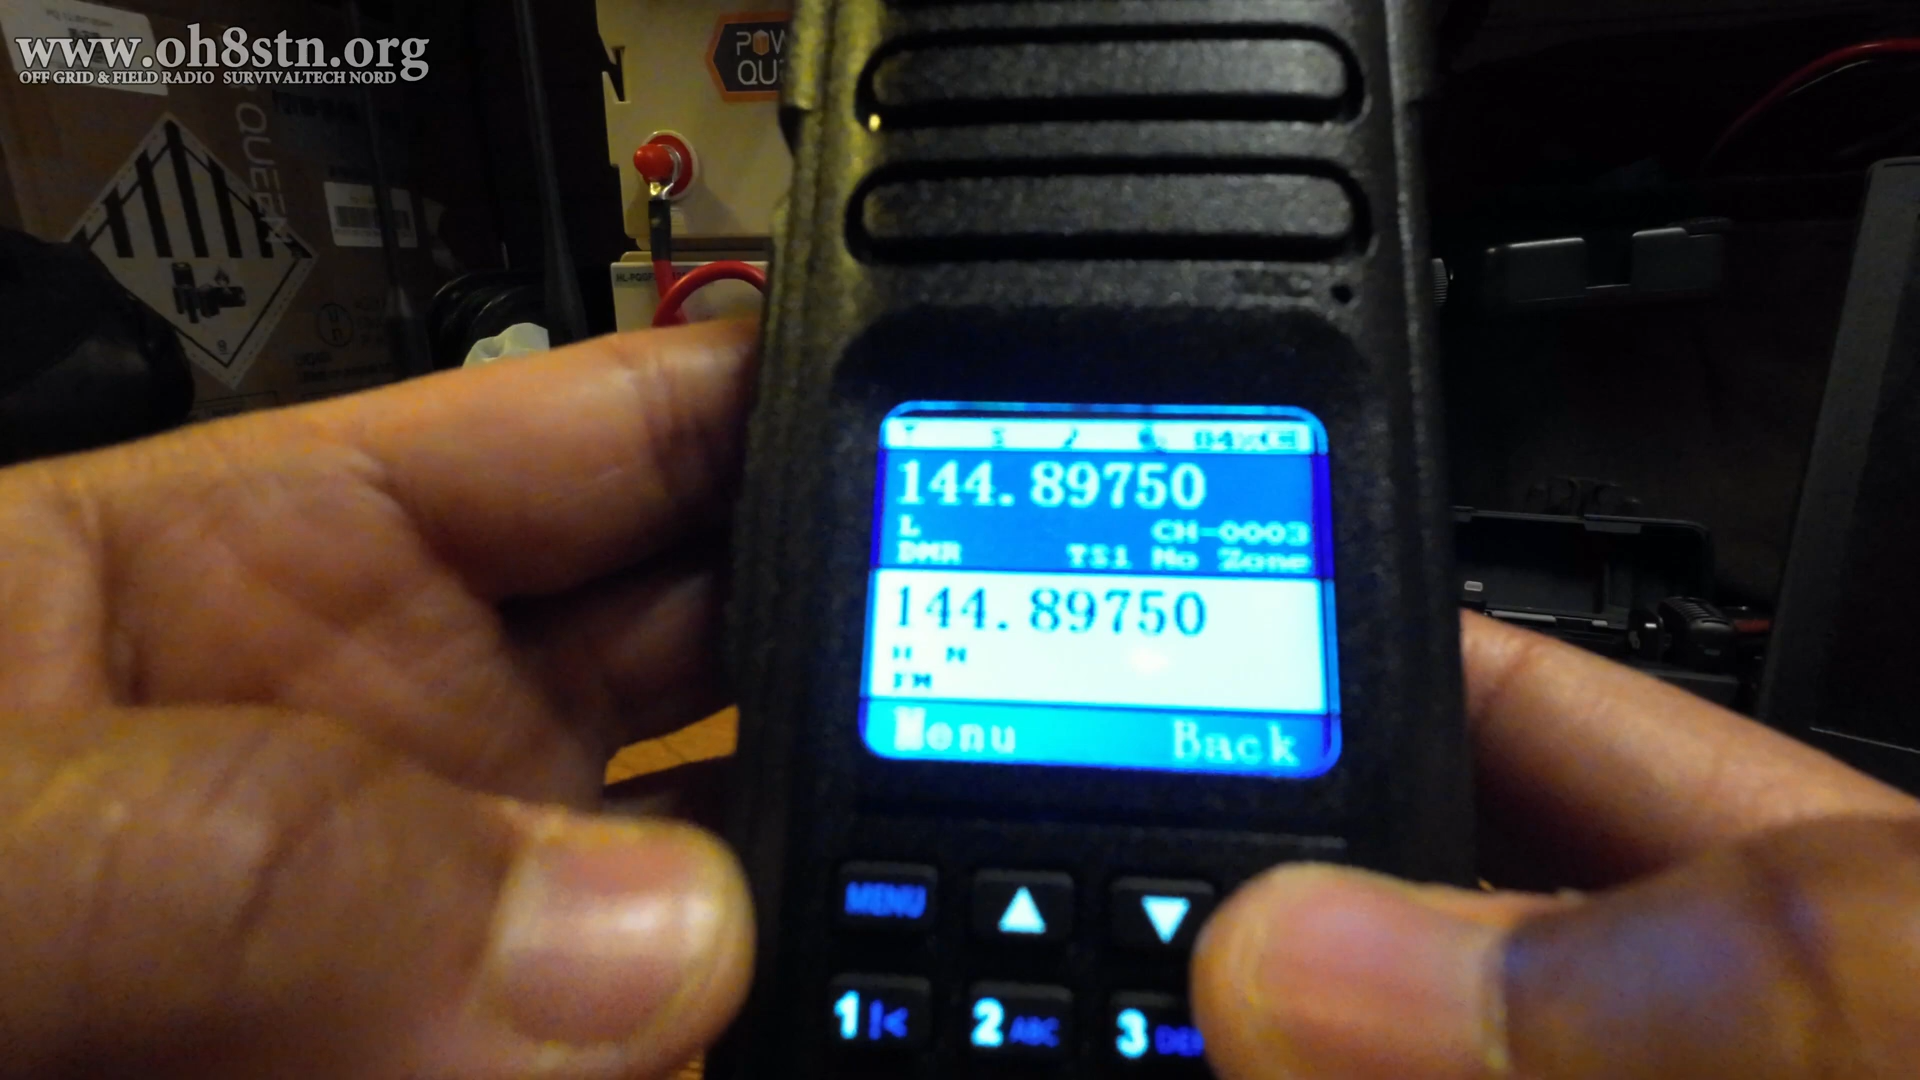 www.oh8stn.org
OFF GRID & FIELD RADIO SURVIVALTECH NORD
QUEEN
144.89750
L CH-0003
DMR TS1 No Zone
144.89750
H N
FM
Menu Back
MENU
1 2 ABC 3